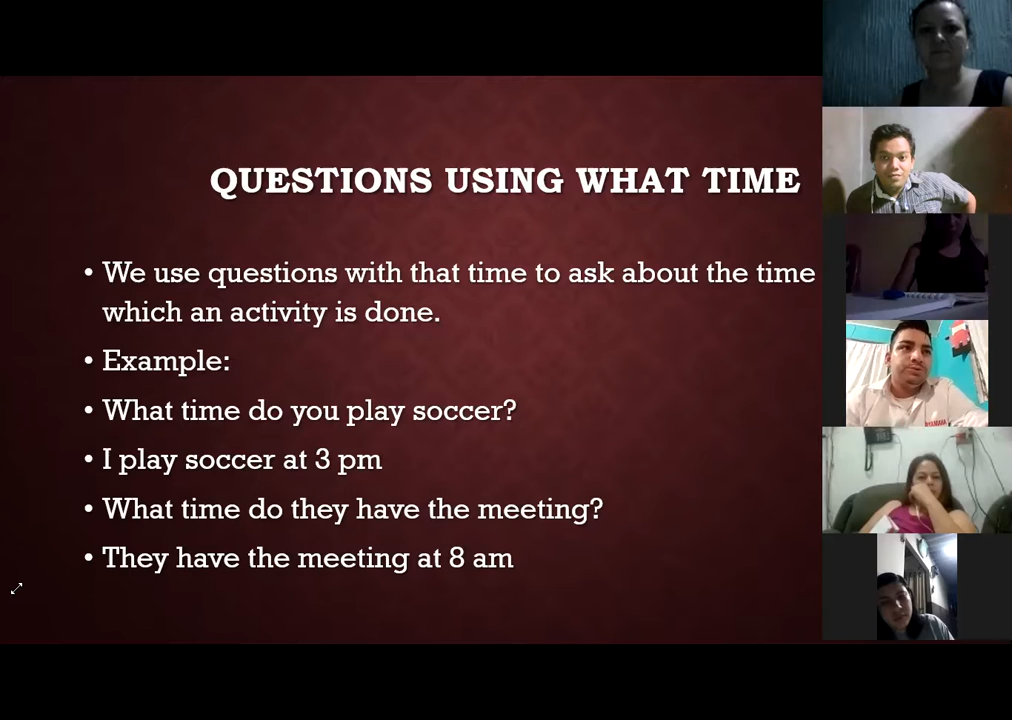 QUESTIONS USING WHAT TIME
• We use questions with that time to ask about the time
which an activity is done.
• Example:
• What time do you play soccer?
• I play soccer at 3 pm
• What time do they have the meeting?
• They have the meeting at 8 am